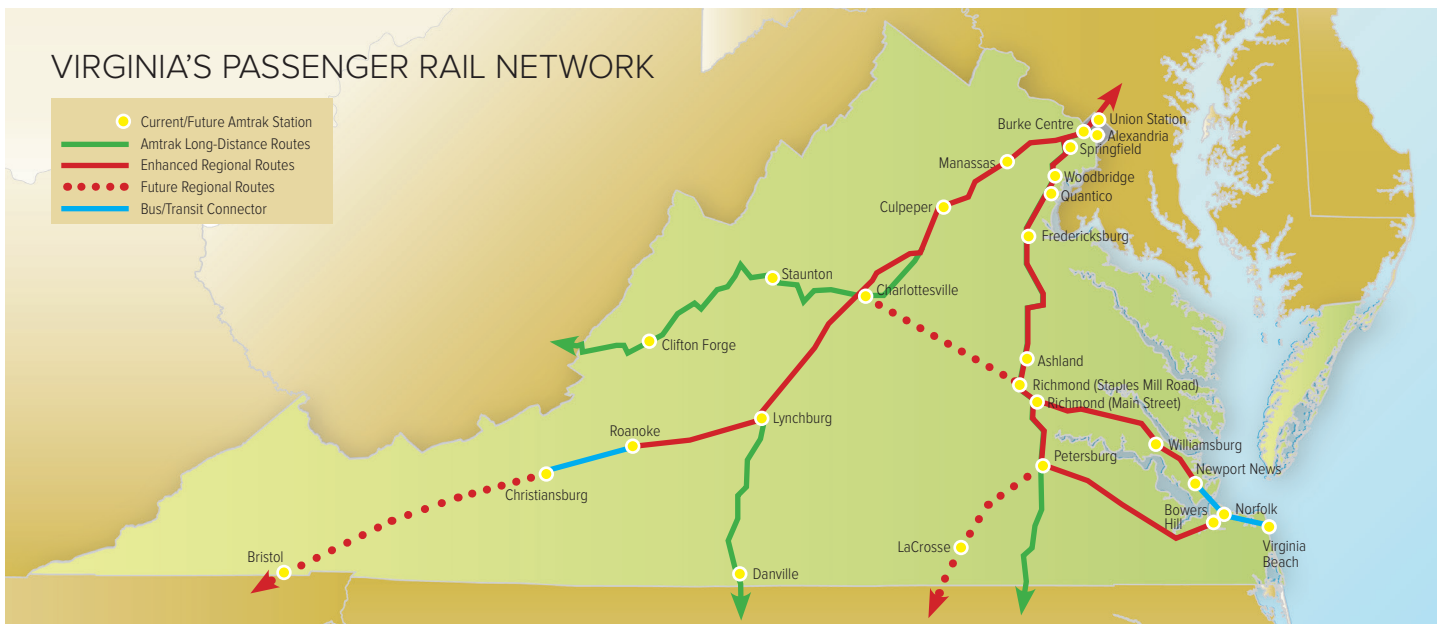 VIRGINIA'S PASSENGER RAIL NETWORK
Current/Future Amtrak Station
Amtrak Long-Distance Routes
Enhanced Regional Routes
Future Regional Routes
Bus/Transit Connector
Union Station
Burke Centre
Alexandria
Springfield
Manassas
Woodbridge
Quantico
Culpeper
Fredericksburg
Staunton
Charlottesville
Clifton Forge
Ashland
Richmond (Staples Mill Road)
Richmond (Main Street)
Lynchburg
Roanoke
Williamsburg
Petersburg
Newport News
Christiansburg
Bowers
Hill
Norfolk
Virginia
Beach
LaCrosse
Bristol
Danville